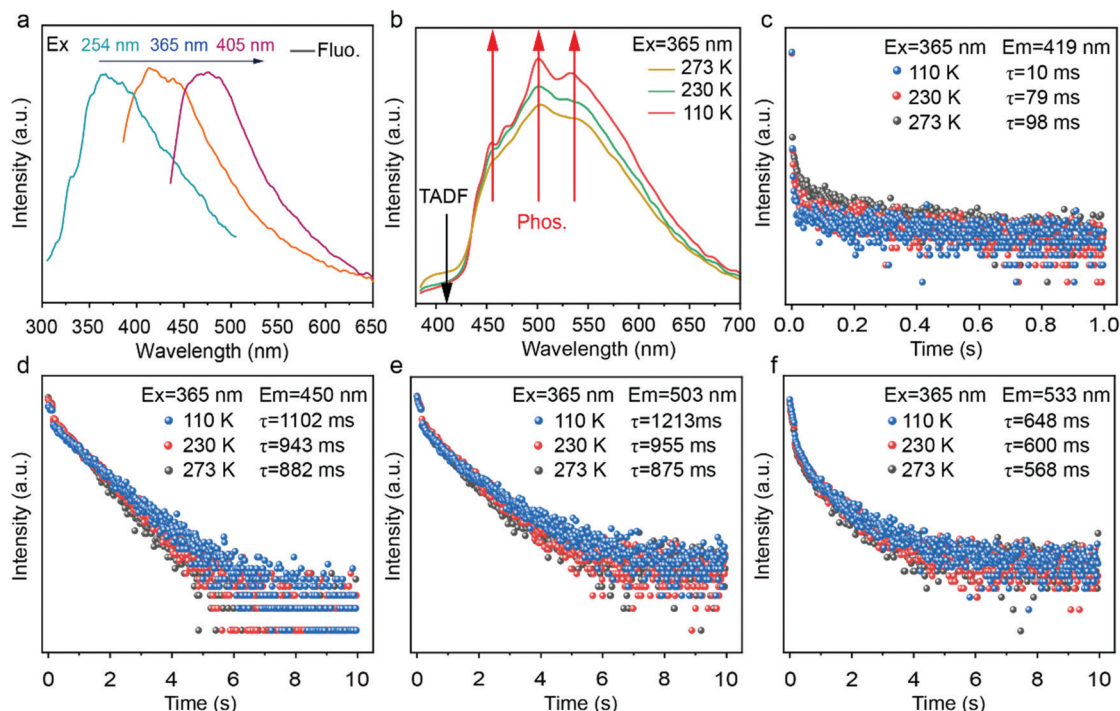 a
Ex 254 nm 365 nm 405 nm
Fluo.
Intensity (a.u.)
300 350 400 450 500 550 600 650
Wavelength (nm)
b
Ex=365 nm
273 K
230 K
110 K
TADF
Phos.
Intensity (a.u.)
400 450 500 550 600 650 700
Wavelength (nm)
c
Ex=365 nm Em=419 nm
110 K τ=10 ms
230 K τ=79 ms
273 K τ=98 ms
Intensity (a.u.)
0.0 0.2 0.4 0.6 0.8 1.0
Time (s)
d
Ex=365 nm Em=450 nm
110 K τ=1102 ms
230 K τ=943 ms
273 K τ=882 ms
Intensity (a.u.)
0 2 4 6 8 10
Time (s)
e
Ex=365 nm Em=503 nm
110 K τ=1213ms
230 K τ=955 ms
273 K τ=875 ms
Intensity (a.u.)
0 2 4 6 8 10
Time (s)
f
Ex=365 nm Em=533 nm
110 K τ=648 ms
230 K τ=600 ms
273 K τ=568 ms
Intensity (a.u.)
0 2 4 6 8 10
Time (s)